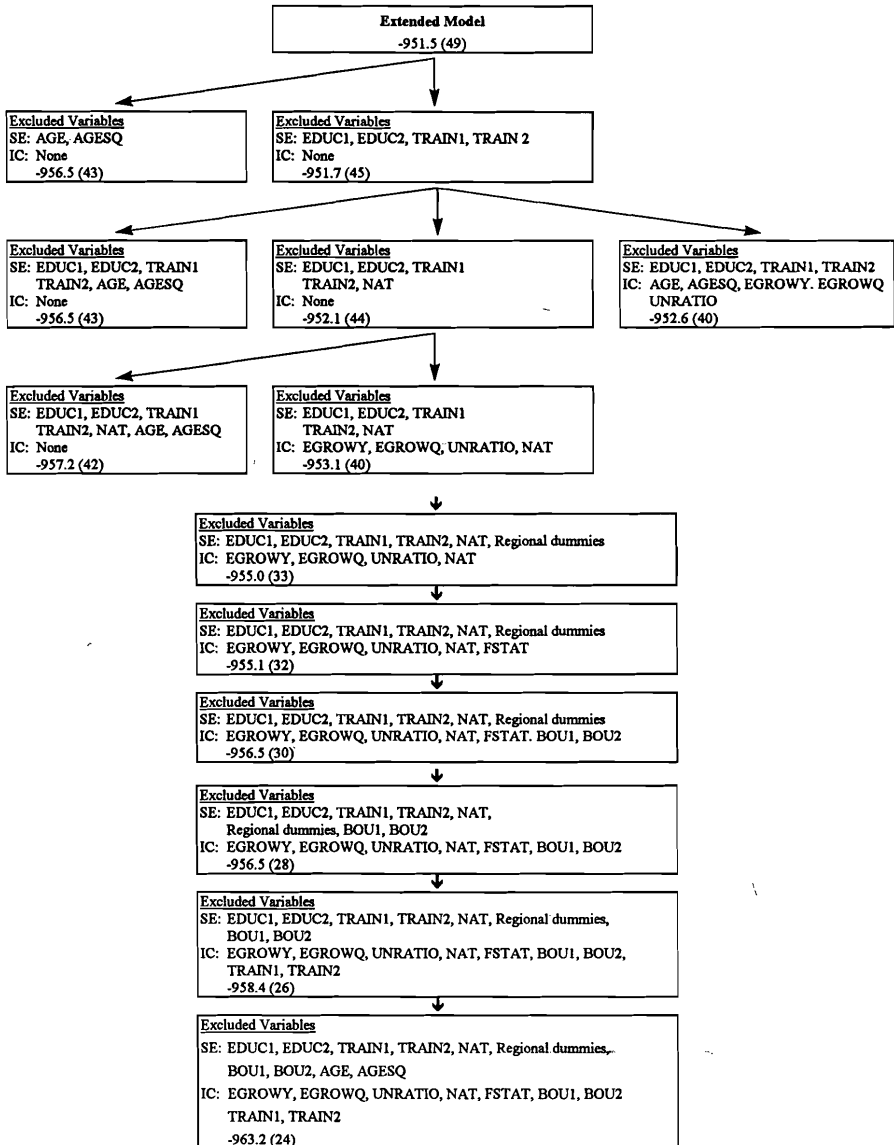 Extended Model
-951.5 (49)
Excluded Variables
SE: AGE, AGESQ
IC: None
-956.5 (43)
Excluded Variables
SE: EDUC1, EDUC2, TRAIN1, TRAIN 2
IC: None
-951.7 (45)
Excluded Variables
SE: EDUC1, EDUC2, TRAIN1
TRAIN2, AGE, AGESQ
IC: None
-956.5 (43)
Excluded Variables
SE: EDUC1, EDUC2, TRAIN1
TRAIN2, NAT
IC: None
-952.1 (44)
Excluded Variables
SE: EDUC1, EDUC2, TRAIN1, TRAIN2
IC: AGE, AGESQ, EGROWY. EGROWQ
UNRATIO
-952.6 (40)
Excluded Variables
SE: EDUC1, EDUC2, TRAIN1
TRAIN2, NAT, AGE, AGESQ
IC: None
-957.2 (42)
Excluded Variables
SE: EDUC1, EDUC2, TRAIN1
TRAIN2, NAT
IC: EGROWY, EGROWQ, UNRATIO, NAT
-953.1 (40)
Excluded Variables
SE: EDUC1, EDUC2, TRAIN1, TRAIN2, NAT, Regional dummies
IC: EGROWY, EGROWQ, UNRATIO, NAT
-955.0 (33)
Excluded Variables
SE: EDUC1, EDUC2, TRAIN1, TRAIN2, NAT, Regional dummies
IC: EGROWY, EGROWQ, UNRATIO, NAT, FSTAT
-955.1 (32)
Excluded Variables
SE: EDUC1, EDUC2, TRAIN1, TRAIN2, NAT, Regional dummies
IC: EGROWY, EGROWQ, UNRATIO, NAT, FSTAT. BOU1, BOU2
-956.5 (30)
Excluded Variables
SE: EDUC1, EDUC2, TRAIN1, TRAIN2, NAT,
Regional dummies, BOU1, BOU2
IC: EGROWY, EGROWQ, UNRATIO, NAT, FSTAT, BOU1, BOU2
-956.5 (28)
Excluded Variables
SE: EDUC1, EDUC2, TRAIN1, TRAIN2, NAT, Regional dummies,
BOU1, BOU2
IC: EGROWY, EGROWQ, UNRATIO, NAT, FSTAT, BOU1, BOU2,
TRAIN1, TRAIN2
-958.4 (26)
Excluded Variables
SE: EDUC1, EDUC2, TRAIN1, TRAIN2, NAT, Regional dummies,
BOU1, BOU2, AGE, AGESQ
IC: EGROWY, EGROWQ, UNRATIO, NAT, FSTAT, BOU1, BOU2
TRAIN1, TRAIN2
-963.2 (24)